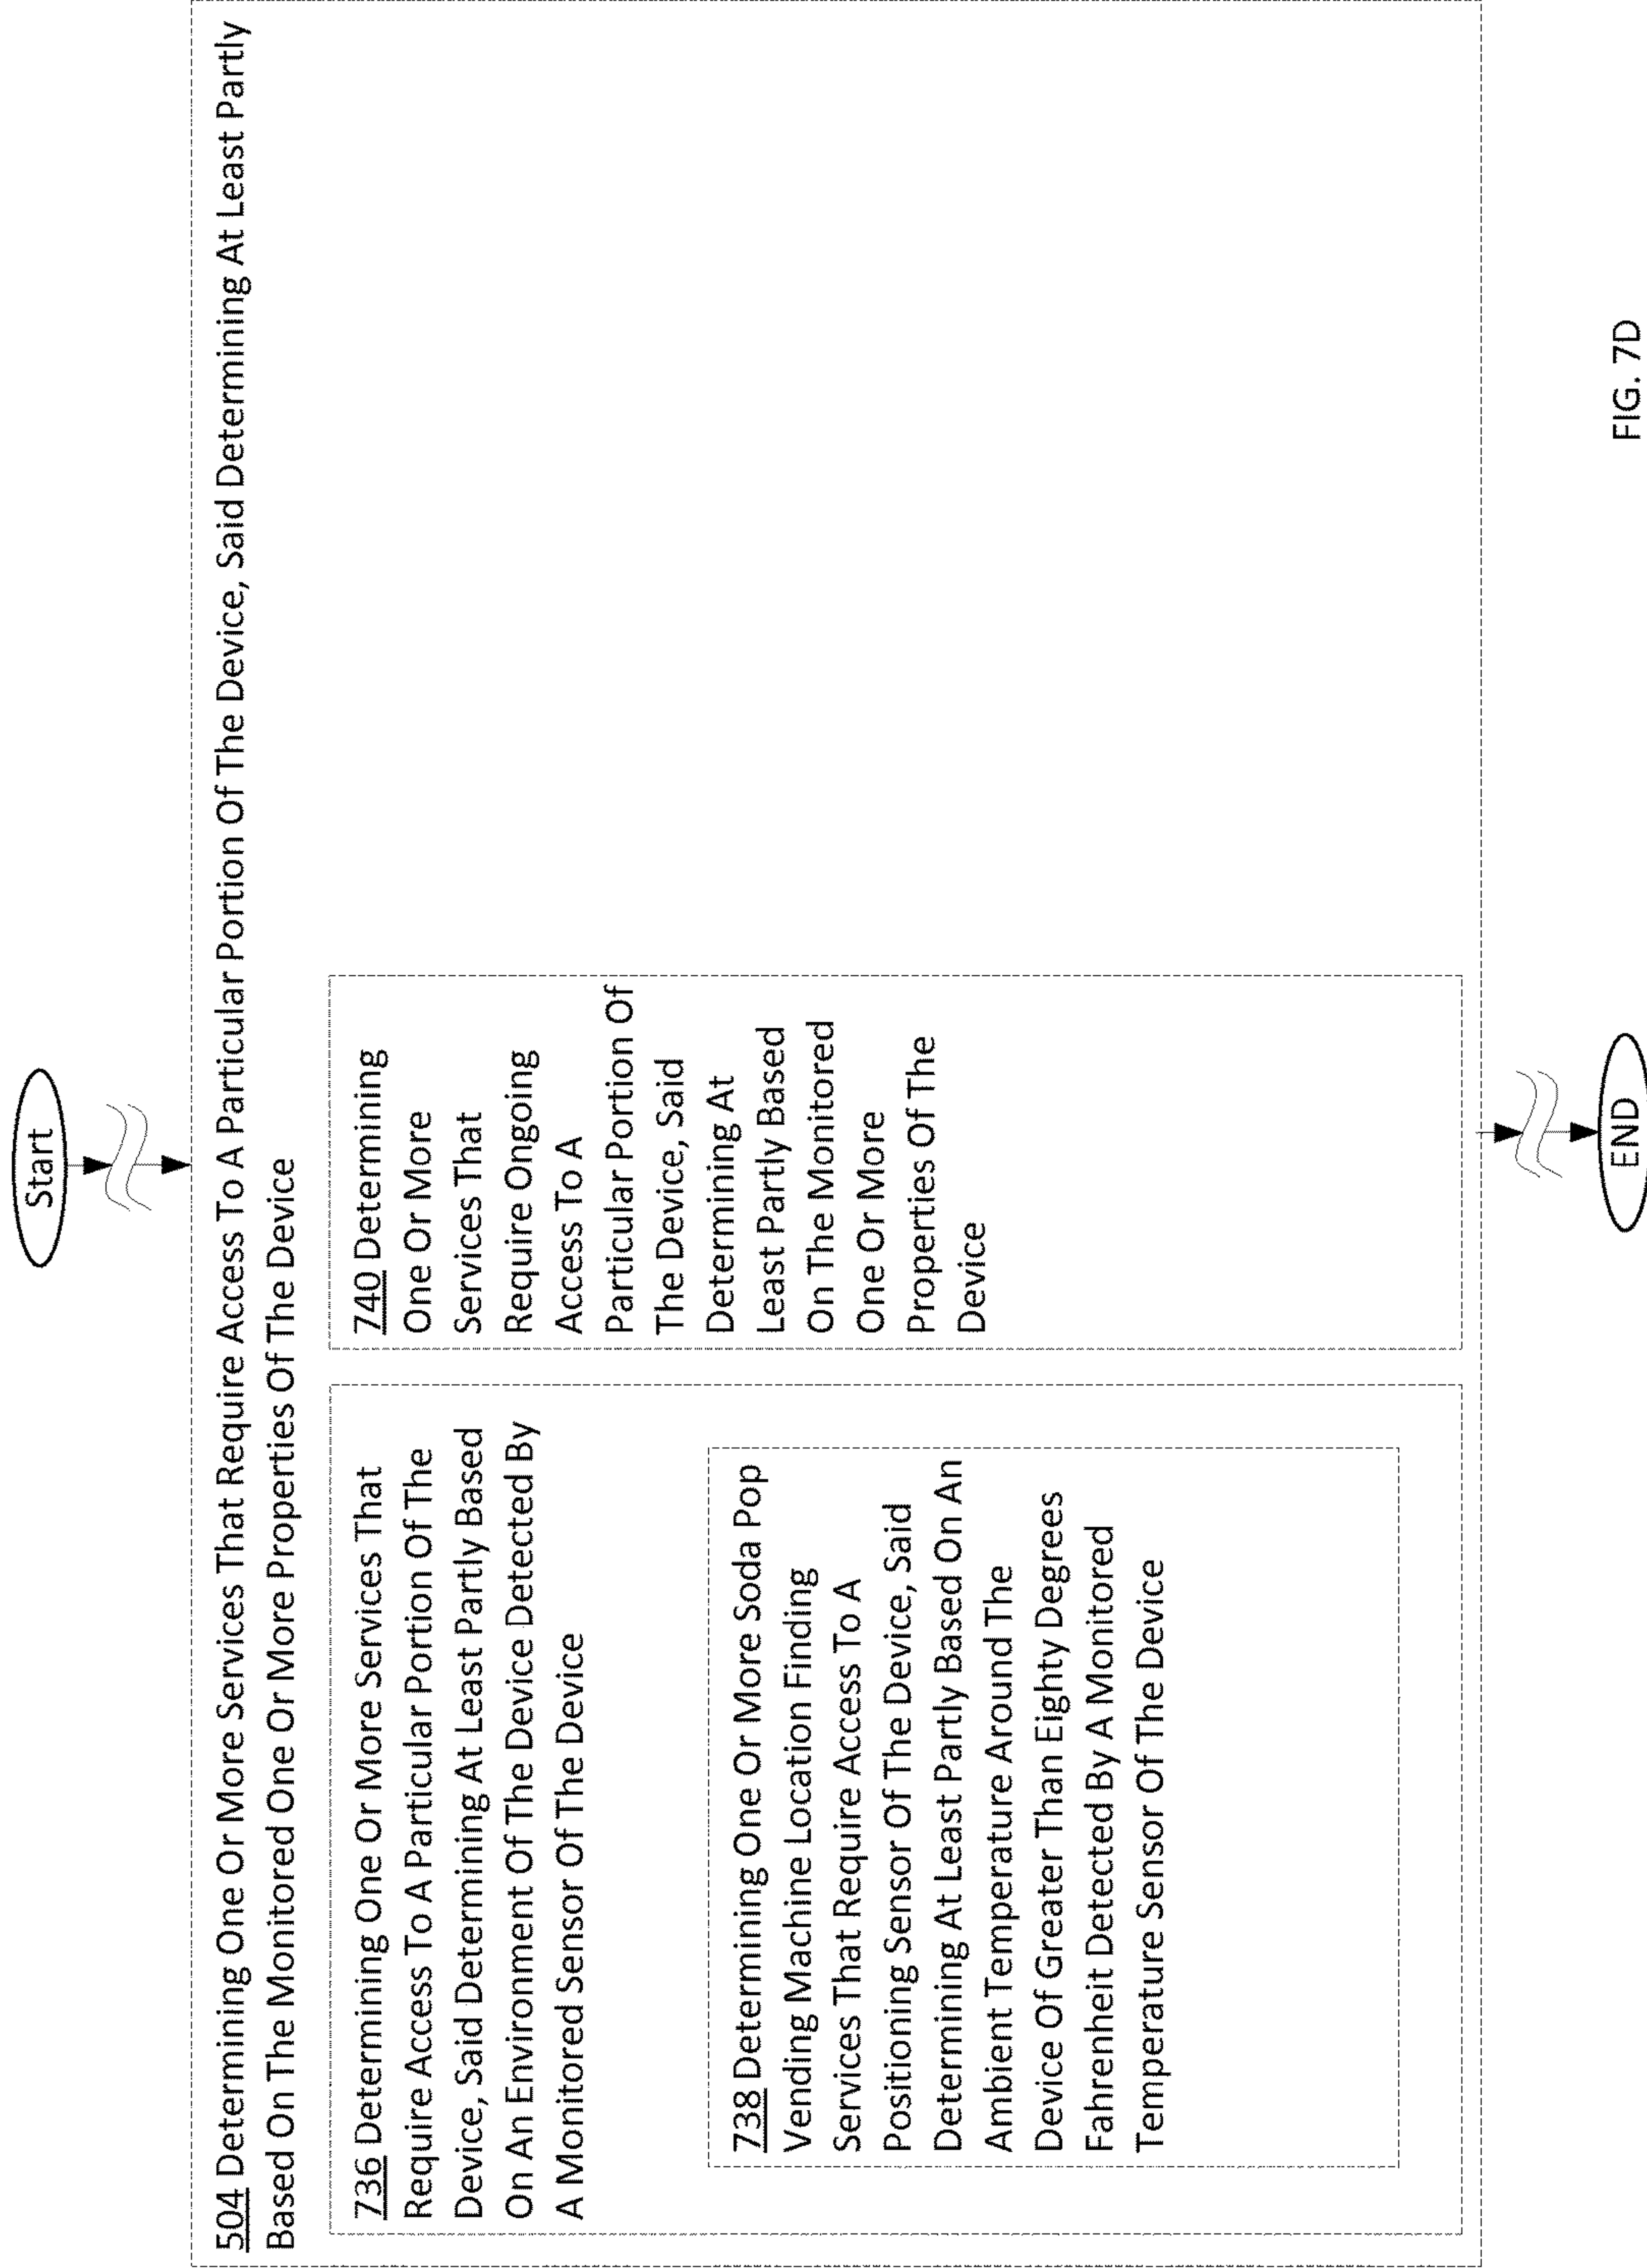 Start
504 Determining One Or More Services That Require Access To A Particular Portion Of The Device, Said Determining At Least Partly
Based On The Monitored One Or More Properties Of The Device
736 Determining One Or More Services That
Require Access To A Particular Portion Of The
Device, Said Determining At Least Partly Based
On An Environment Of The Device Detected By
A Monitored Sensor Of The Device
738 Determining One Or More Soda Pop
Vending Machine Location Finding
Services That Require Access To A
Positioning Sensor Of The Device, Said
Determining At Least Partly Based On An
Ambient Temperature Around The
Device Of Greater Than Eighty Degrees
Fahrenheit Detected By A Monitored
Temperature Sensor Of The Device
740 Determining
One Or More
Services That
Require Ongoing
Access To A
Particular Portion Of
The Device, Said
Determining At
Least Partly Based
On The Monitored
One Or More
Properties Of The
Device
END
FIG. 7D